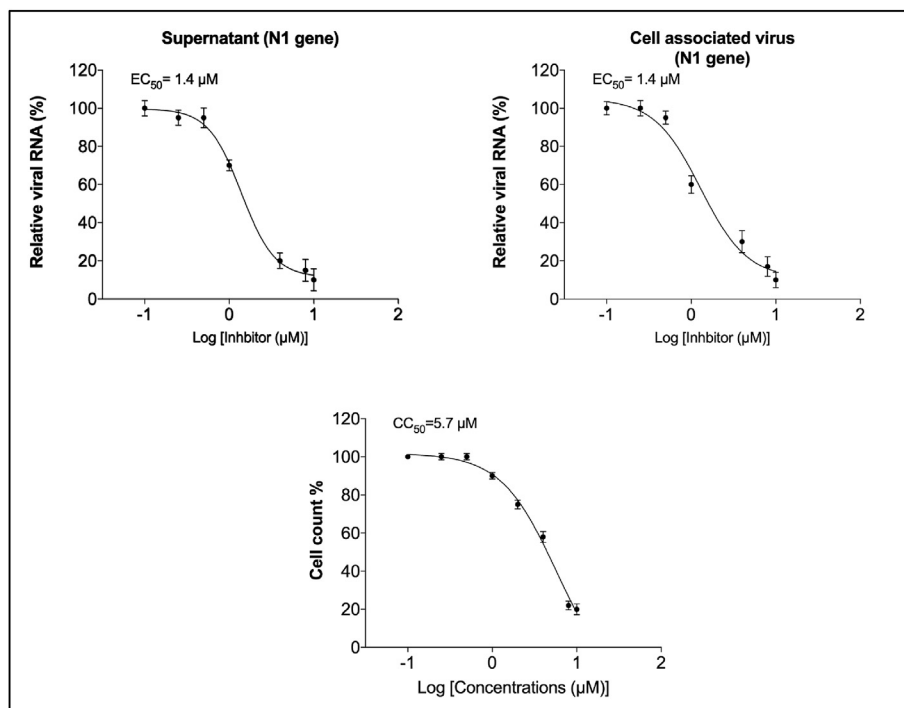 Supernatant (N1 gene)
EC50= 1.4 µM
Relative viral RNA (%)
120
100
80
60
40
20
0
-1 0 1 2
Log [Inhbitor (µM)]
Cell associated virus
(N1 gene)
EC50= 1.4 µM
Relative viral RNA (%)
120
100
80
60
40
20
0
-1 0 1 2
Log [Inhbitor (µM)]
CC50=5.7 µM
Cell count %
120
100
80
60
40
20
0
-1 0 1 2
Log [Concentrations (µM)]